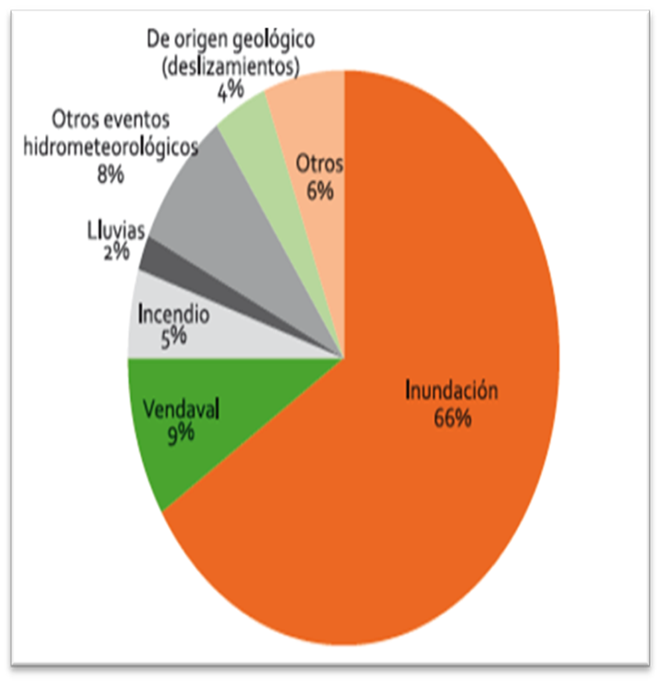 De origen geológico
(deslizamientos)
4%
Otros eventos
hidrometeorológicos
8%
Otros
6%
Lluvias
2%
Incendio
5%
Inundación
66%
Vendaval
9%